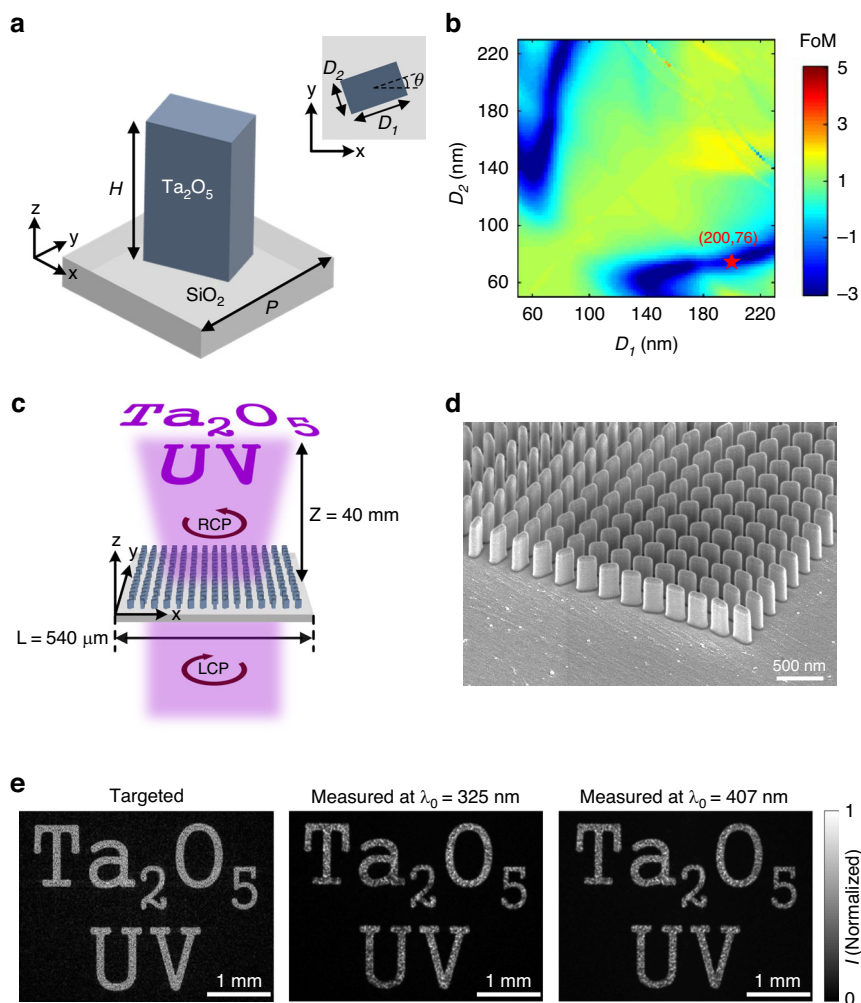 a
H
Ta₂O₅
z
y
x
SiO₂
P
y
x
D₂
θ
D₁
b
FoM
D₂ (nm)
220
180
140
100
60
(200,76)
60 100 140 180 220
D₁ (nm)
5
3
1
−1
−3
c
Ta₂O₅
UV
RCP
Z = 40 mm
z
y
x
L = 540 μm
LCP
d
500 nm
e
Targeted
Ta₂O₅
UV
1 mm
Measured at λ₀ = 325 nm
Ta₂O₅
UV
1 mm
Measured at λ₀ = 407 nm
Ta₂O₅
UV
1 mm
1
I (Normalized)
0